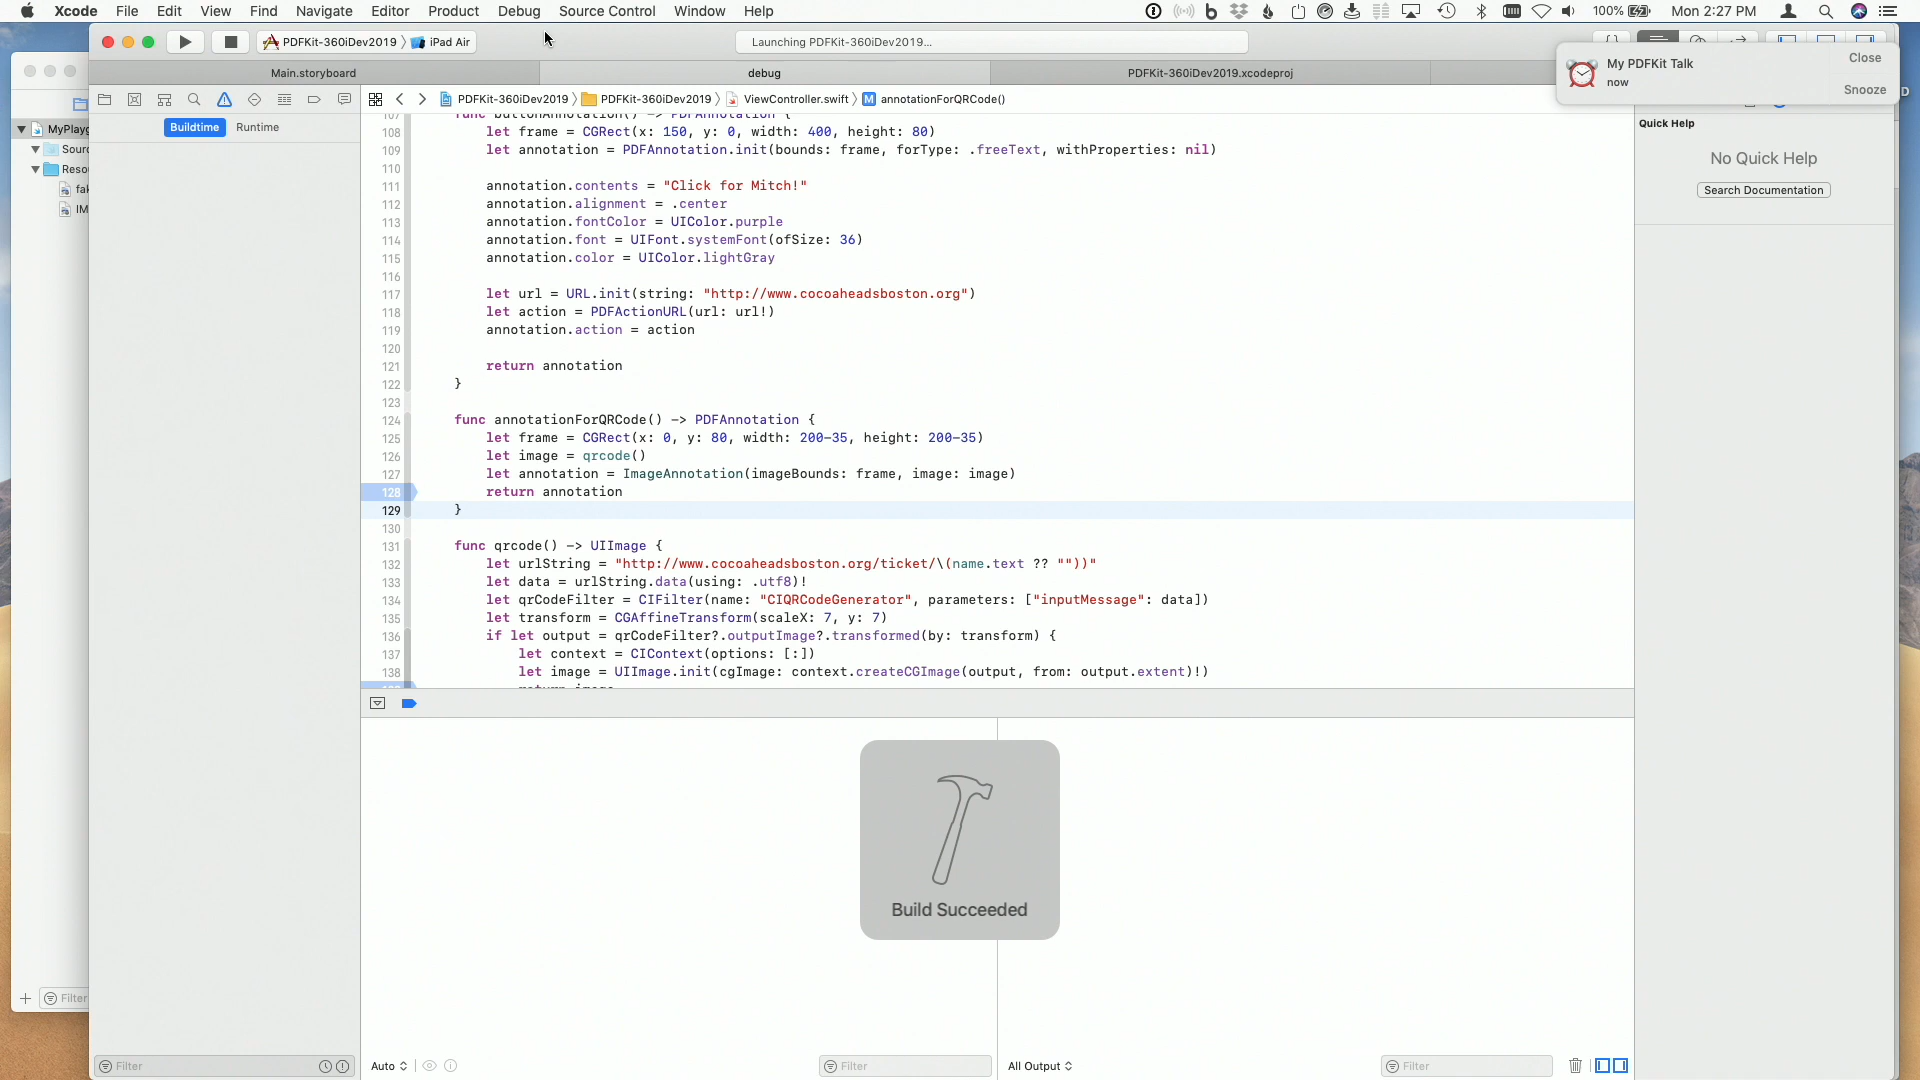 Xcode File Edit View Find Navigate Editor Product Debug Source Control Window Help 100% Mon 2:27 PM
PDFKit-360iDev2019 iPad Air Launching PDFKit-360iDev2019...
My PDFKit Talk
now
Close
Snooze
Main.storyboard debug PDFKit-360iDev2019.xcodeproj
PDFKit-360iDev2019 PDFKit-360iDev2019 ViewController.swift annotationForQRCode()
Buildtime Runtime
MyPlayg
Sourc
Resou
fak
IM
Quick Help
No Quick Help
Search Documentation
107 func buttonAnnotation() -> PDFAnnotation {
108 let frame = CGRect(x: 150, y: 0, width: 400, height: 80)
109 let annotation = PDFAnnotation.init(bounds: frame, forType: .freeText, withProperties: nil)
110
111 annotation.contents = "Click for Mitch!"
112 annotation.alignment = .center
113 annotation.fontColor = UIColor.purple
114 annotation.font = UIFont.systemFont(ofSize: 36)
115 annotation.color = UIColor.lightGray
116
117 let url = URL.init(string: "http://www.cocoaheadsboston.org")
118 let action = PDFActionURL(url: url!)
119 annotation.action = action
120
121 return annotation
122 }
123
124 func annotationForQRCode() -> PDFAnnotation {
125 let frame = CGRect(x: 0, y: 80, width: 200-35, height: 200-35)
126 let image = qrcode()
127 let annotation = ImageAnnotation(imageBounds: frame, image: image)
128 return annotation
129 }
130
131 func qrcode() -> UIImage {
132 let urlString = "http://www.cocoaheadsboston.org/ticket/\(name.text ?? ""))"
133 let data = urlString.data(using: .utf8)!
134 let qrCodeFilter = CIFilter(name: "CIQRCodeGenerator", parameters: ["inputMessage": data])
135 let transform = CGAffineTransform(scaleX: 7, y: 7)
136 if let output = qrCodeFilter?.outputImage?.transformed(by: transform) {
137 let context = CIContext(options: [:])
138 let image = UIImage.init(cgImage: context.createCGImage(output, from: output.extent)!)
return image
Build Succeeded
Filter
Filter Auto Filter All Output Filter